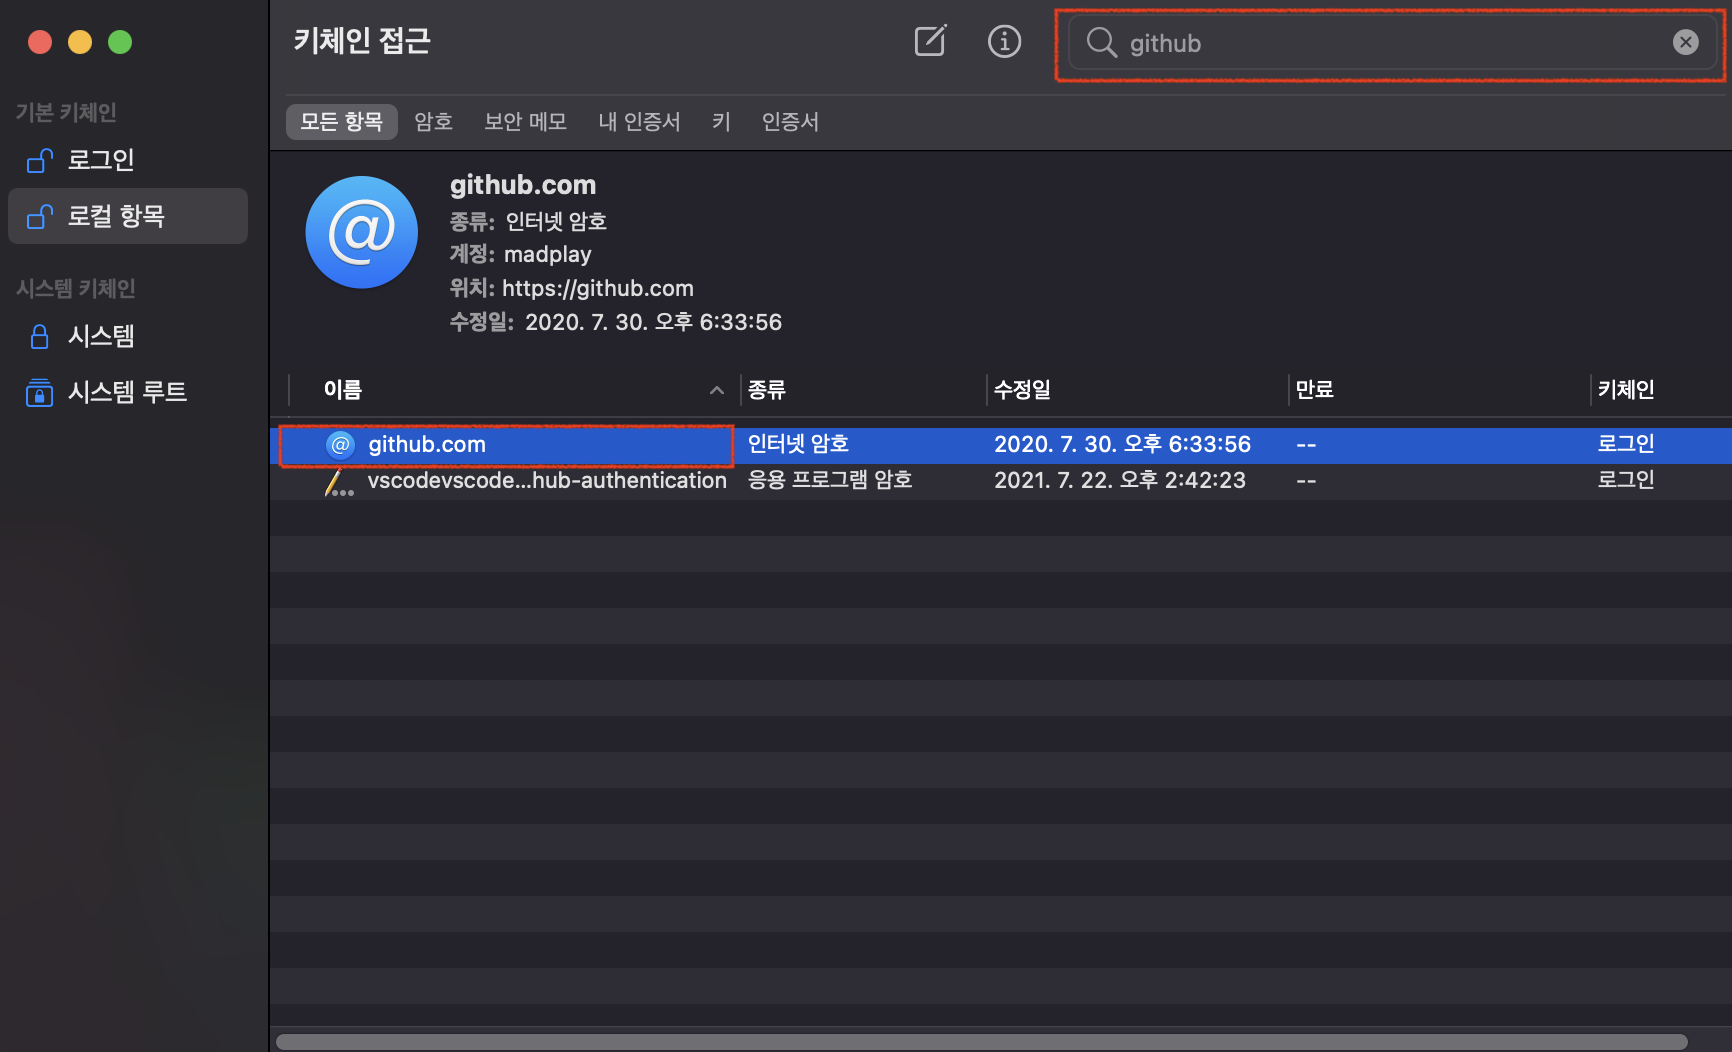 키체인 접근
github
기본 키체인
로그인
로컬 항목
시스템 키체인
시스템
시스템 루트
모든 항목 암호 보안 메모 내 인증서 키 인증서
@
github.com
종류: 인터넷 암호
계정: madplay
위치: https://github.com
수정일: 2020. 7. 30. 오후 6:33:56
이름 종류 수정일 만료 키체인
@ github.com 인터넷 암호 2020. 7. 30. 오후 6:33:56 -- 로그인
vscodevscode...hub-authentication 응용 프로그램 암호 2021. 7. 22. 오후 2:42:23 -- 로그인